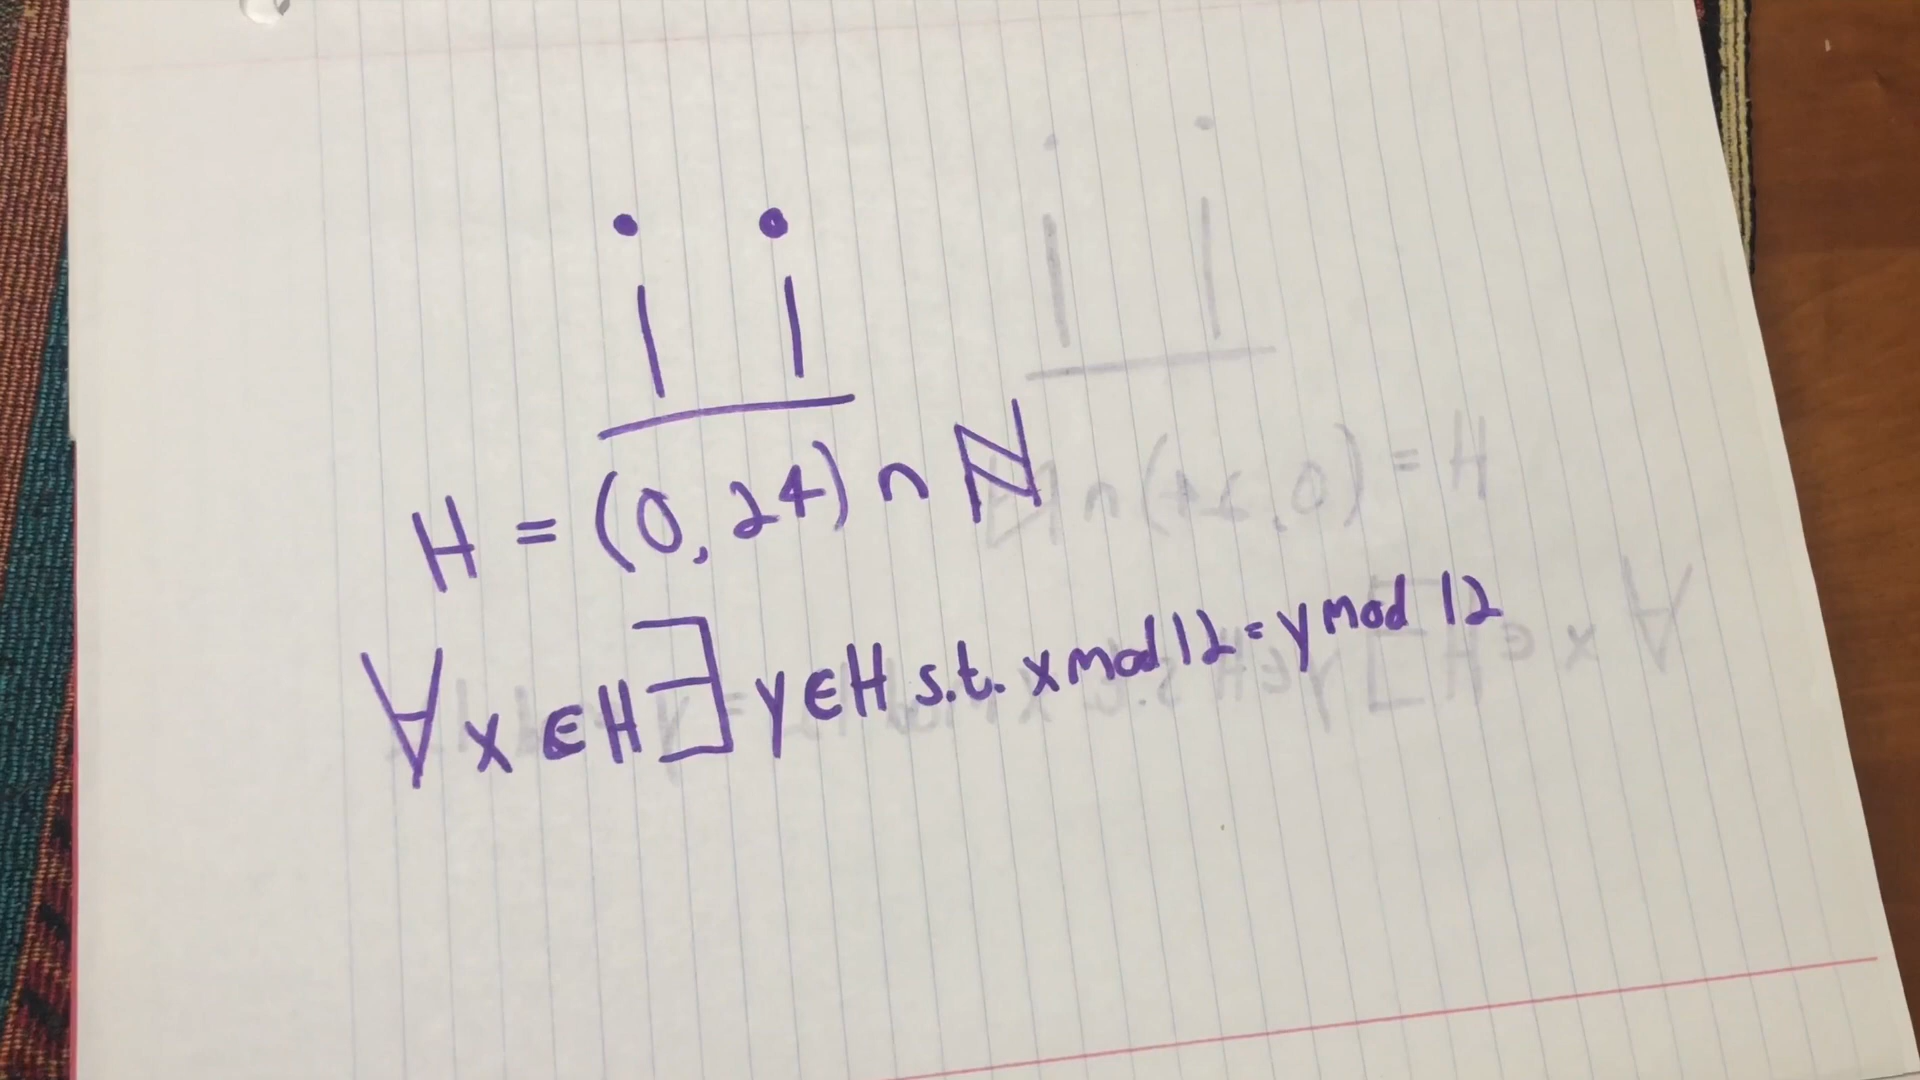 i i
H = (0, 24) ∩ ℕ
∀ x ∈ H ∃ y ∈ H s.t. x mod 12 = y mod 12